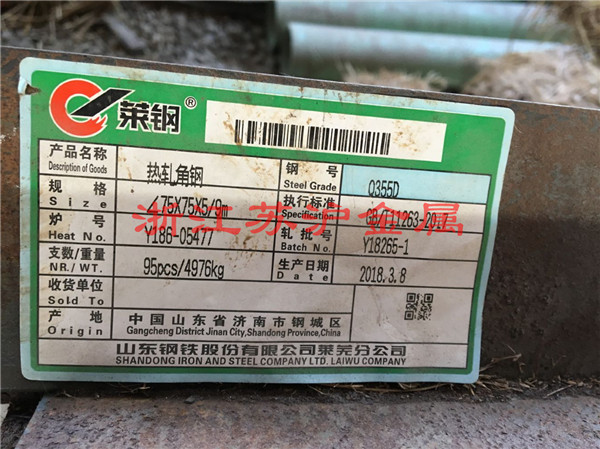 莱钢®
产品名称 热轧角钢 钢号 Q355D
Description of Goods Steel Grade
规格 ∠75X75X5/9m 执行标准 GB/T11263-201
Size Specification
炉号 Y186-05477 轧批号 Y18265-1
Heat No. Batch No.
支数/重量 95pcs/4976kg 生产日期 2018.3.8
NR./WT. Date
收货单位
Sold To
产地 中国山东省济南市钢城区
Origin Gangcheng District Jinan City,Shandong Province,China
山东钢铁股份有限公司莱芜分公司
SHANDONG IRON AND STEEL COMPANY LTD. LAIWU COMPANY
浙江苏沪金属